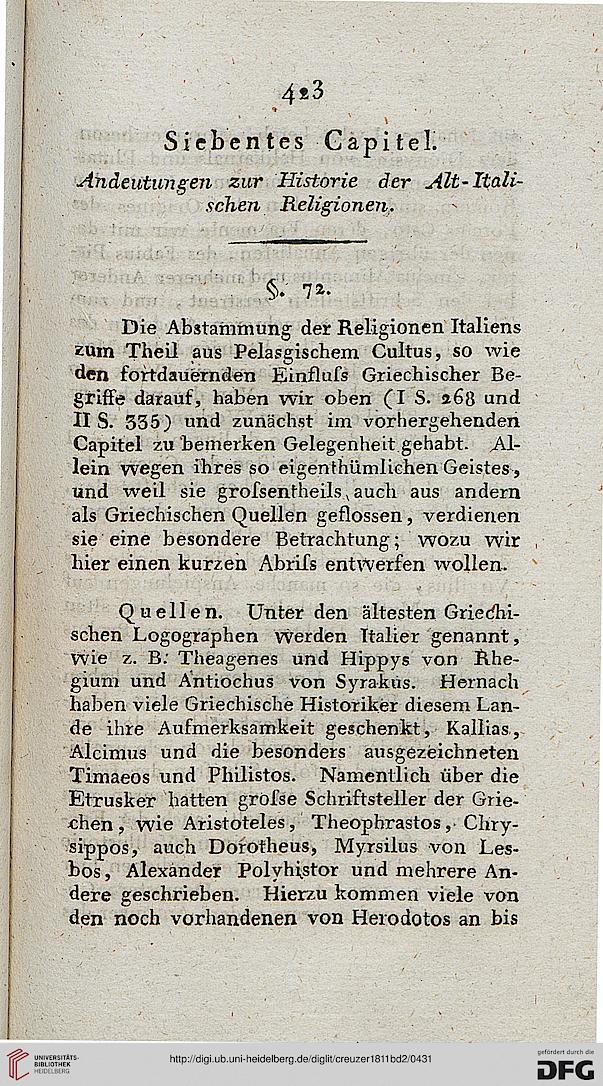 423
Siebentes Capitel.
Andeutungen zur Historie der Alt-Itali-
schen Religionen.
§. 72.
Die Abstammung der Religionen Italiens
zum Theil aus Pelasgischem Cultus, so wie
den fortdauernden Einfluſs Griechischer Be-
griffe darauf, haben wir oben (I S. 268 und
II S. 335) und zunächst im vorhergehenden
Capitel zu bemerken Gelegenheit gehabt. Al-
lein wegen ihres so eigenthümlichen Geistes,
und weil sie groſsentheils auch aus andern
als Griechischen Quellen geflossen, verdienen
sie eine besondere Betrachtung; wozu wir
hier einen kurzen Abriſs entwerfen wollen.
Quellen. Unter den ältesten Griechi-
schen Logographen werden Italier genannt,
wie z. B. Theagenes und Hippys von Rhe-
gium und Antiochus von Syrakus. Hernach
haben viele Griechische Historiker diesem Lan-
de ihre Aufmerksamkeit geschenkt, Kallias,
Alcimus und die besonders ausgezeichneten
Timaeos und Philistos. Namentlich über die
Etrusker hatten groſse Schriftsteller der Grie-
chen, wie Aristoteles, Theophrastos, Chry-
sippos, auch Dorotheus, Myrsilus von Les-
bos, Alexander Polyhistor und mehrere An-
dere geschrieben. Hierzu kommen viele von
den noch vorhandenen von Herodotos an bis
UNIVERSITÄTS-
BIBLIOTHEK
HEIDELBERG
http://digi.ub.uni-heidelberg.de/diglit/creuzer1811bd2/0431
gefördert durch die
DFG